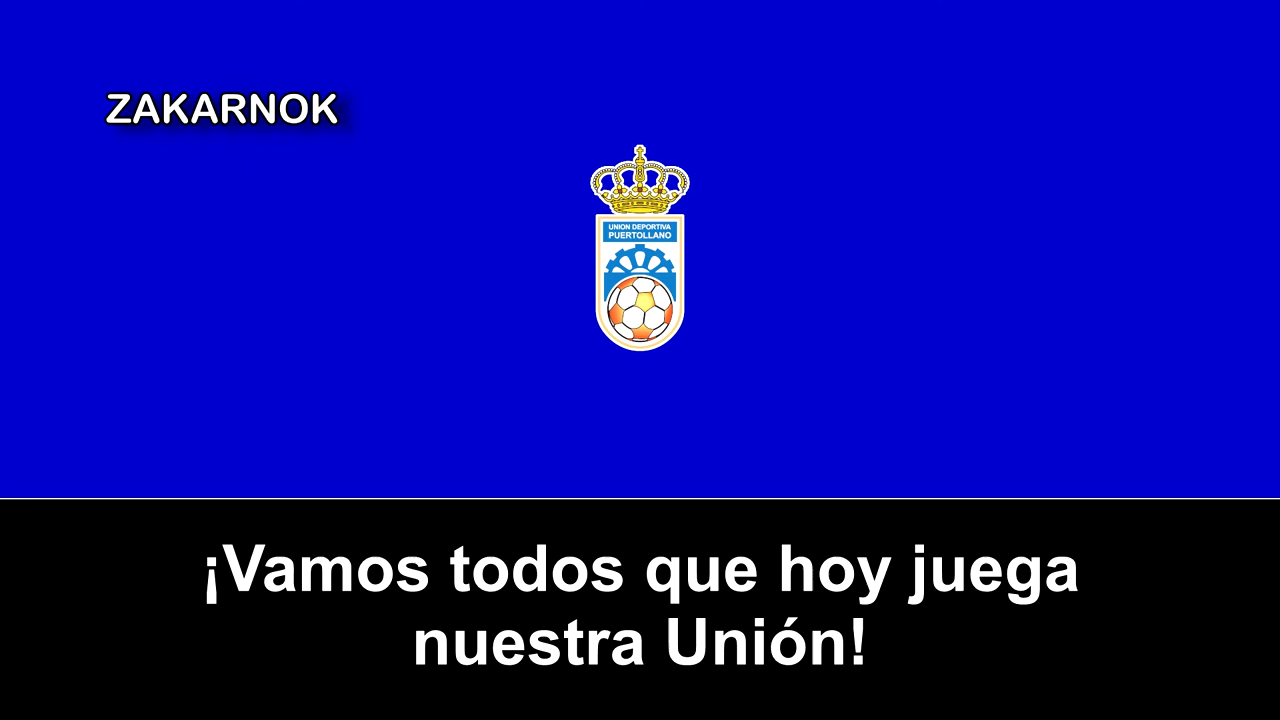 ZAKARNOK
UNION DEPORTIVA
PUERTOLLANO
¡Vamos todos que hoy juega
nuestra Unión!